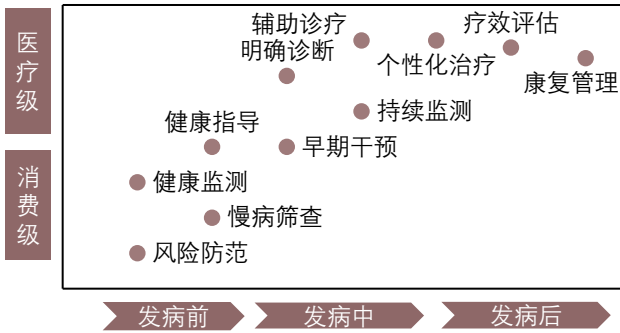 医疗级
消费级
辅助诊疗
疗效评估
明确诊断
个性化治疗
康复管理
持续监测
健康指导
早期干预
健康监测
慢病筛查
风险防范
发病前
发病中
发病后